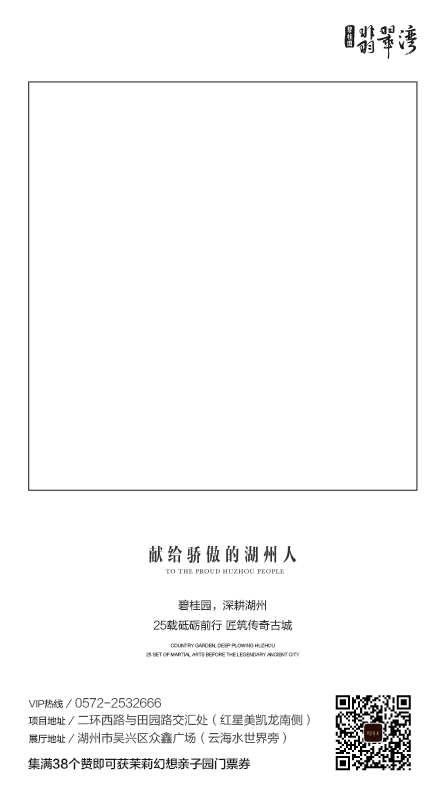 碧桂园 翡翠湾
献给骄傲的湖州人
TO THE PROUD HUZHOU PEOPLE
碧桂园，深耕湖州
25载砥砺前行 匠筑传奇古城
COUNTRY GARDEN, DEEP PLOWING HUZHOU
25 SET OF MARTIAL ARTS BEFORE THE LEGENDARY ANCIENT CITY
VIP热线 / 0572-2532666
项目地址 / 二环西路与田园路交汇处（红星美凯龙南侧）
展厅地址 / 湖州市吴兴区众鑫广场（云海水世界旁）
集满38个赞即可获茉莉幻想亲子园门票券